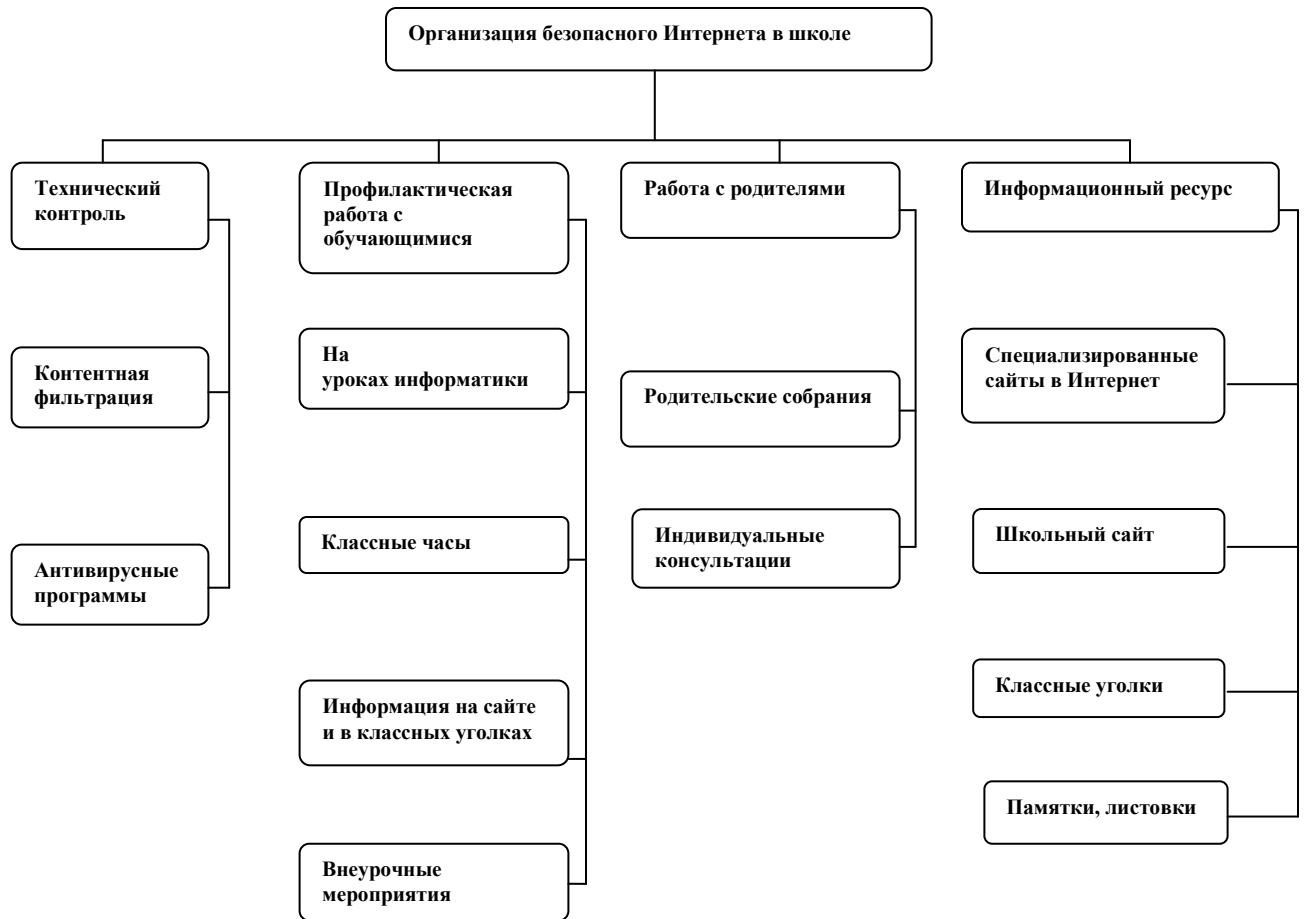 Организация безопасного Интернета в школе
Технический
контроль
Контентная
фильтрация
Антивирусные
программы
Профилактическая
работа с
обучающимися
На
уроках информатики
Классные часы
Информация на сайте
и в классных уголках
Внеурочные
мероприятия
Работа с родителями
Родительские собрания
Индивидуальные
консультации
Информационный ресурс
Специализированные
сайты в Интернет
Школьный сайт
Классные уголки
Памятки, листовки